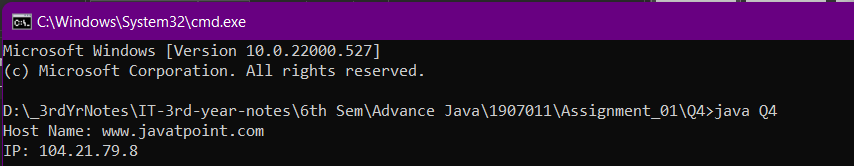 C:\Windows\System32\cmd.exe
Microsoft Windows [Version 10.0.22000.527]
(c) Microsoft Corporation. All rights reserved.
D:\_3rdYrNotes\IT-3rd-year-notes\6th Sem\Advance Java\1907011\Assignment_01\Q4>java Q4
Host Name: www.javatpoint.com
IP: 104.21.79.8